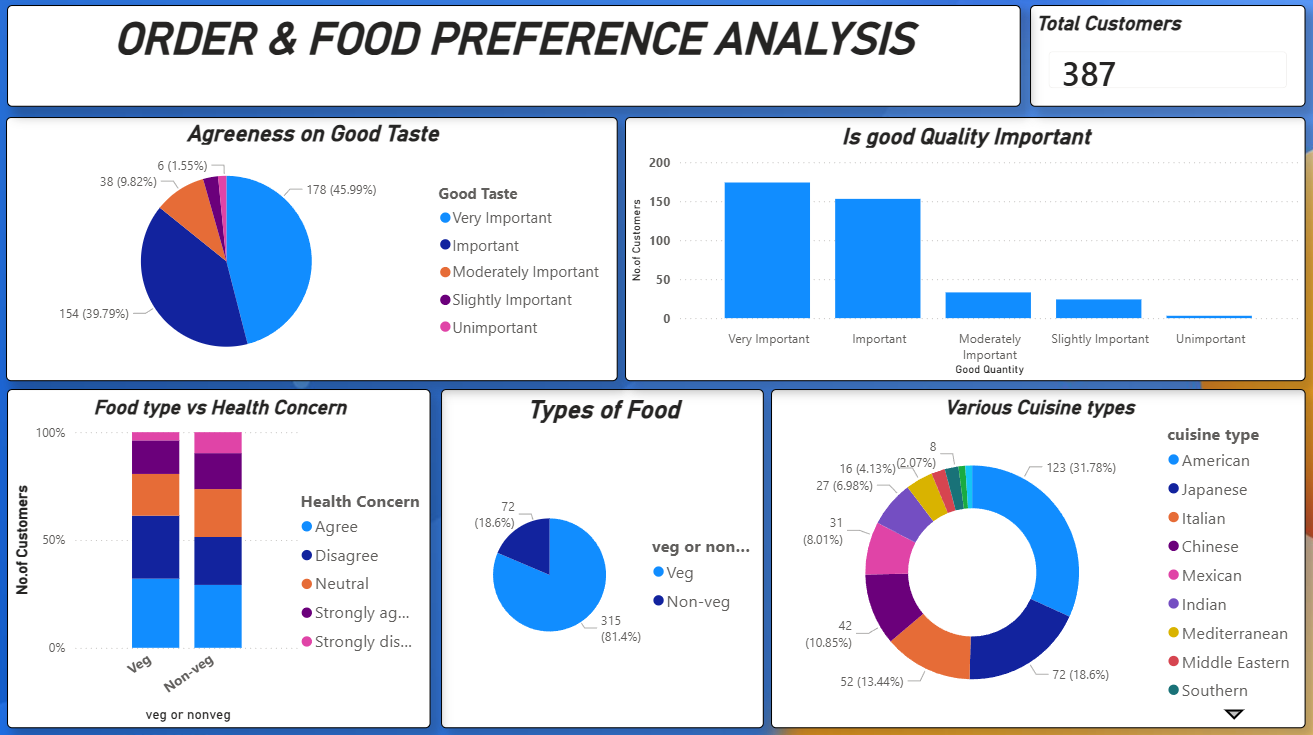 ORDER & FOOD PREFERENCE ANALYSIS
Total Customers
387
Agreeness on Good Taste
6 (1.55%)
38 (9.82%)
178 (45.99%)
154 (39.79%)
Good Taste
Very Important
Important
Moderately Important
Slightly Important
Unimportant
Is good Quality Important
No.of Customers
200
150
100
50
0
Very Important
Important
Moderately
Important
Slightly Important
Unimportant
Good Quantity
Food type vs Health Concern
No.of Customers
100%
50%
0%
Veg
Non-veg
veg or nonveg
Health Concern
Agree
Disagree
Neutral
Strongly ag...
Strongly dis...
Types of Food
72
(18.6%)
315
(81.4%)
veg or non...
Veg
Non-veg
Various Cuisine types
8
(2.07%)
16 (4.13%)
27 (6.98%)
31
(8.01%)
42
(10.85%)
52 (13.44%)
72 (18.6%)
123 (31.78%)
cuisine type
American
Japanese
Italian
Chinese
Mexican
Indian
Mediterranean
Middle Eastern
Southern